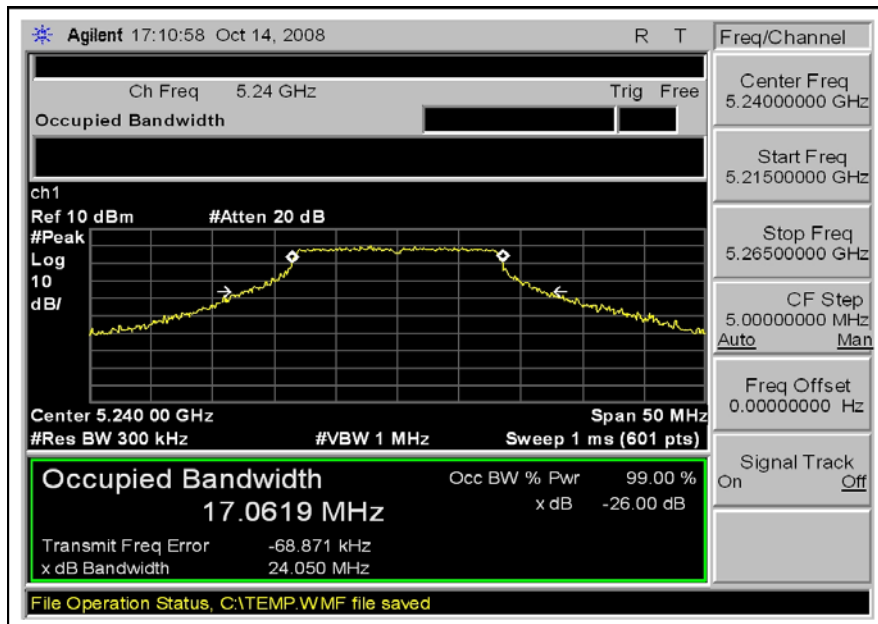 Agilent 17:10:58 Oct 14, 2008 R T
Freq/Channel
Ch Freq 5.24 GHz Trig Free
Occupied Bandwidth
Center Freq
5.24000000 GHz
Start Freq
5.21500000 GHz
Stop Freq
5.26500000 GHz
CF Step
5.00000000 MHz
Auto Man
Freq Offset
0.00000000 Hz
Signal Track
On Off
ch1
Ref 10 dBm #Atten 20 dB
#Peak
Log
10
dB/
Center 5.240 00 GHz Span 50 MHz
#Res BW 300 kHz #VBW 1 MHz Sweep 1 ms (601 pts)
Occupied Bandwidth Occ BW % Pwr 99.00 %
17.0619 MHz x dB -26.00 dB
Transmit Freq Error -68.871 kHz
x dB Bandwidth 24.050 MHz
File Operation Status, C:\TEMP.WMF file saved